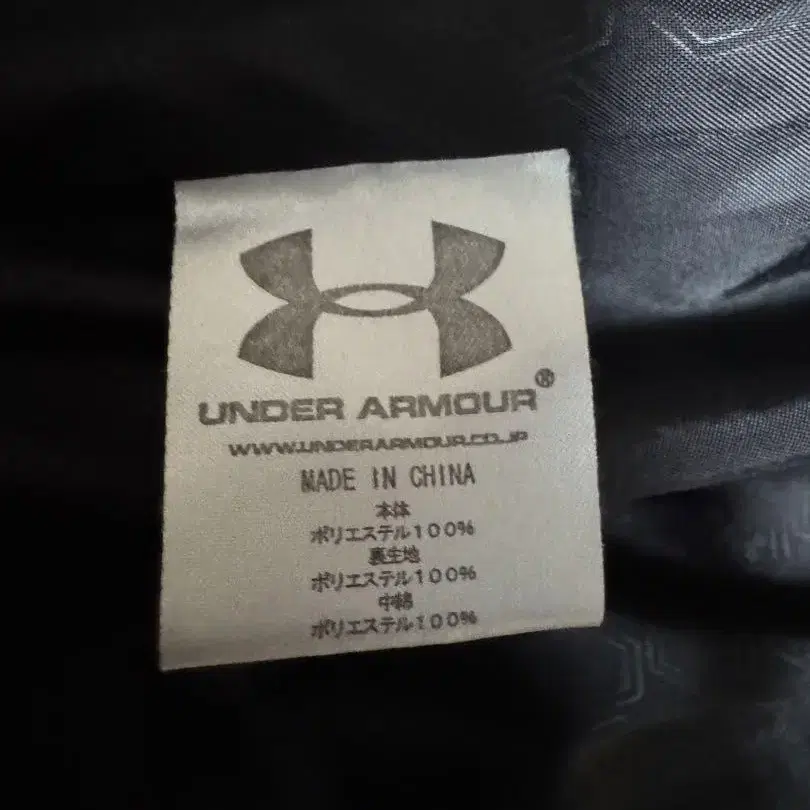 UNDER ARMOUR®
WWW.UNDERARMOUR.CO.JP
MADE IN CHINA
本体
ポリエステル100%
裏生地
ポリエステル100%
中綿
ポリエステル100%